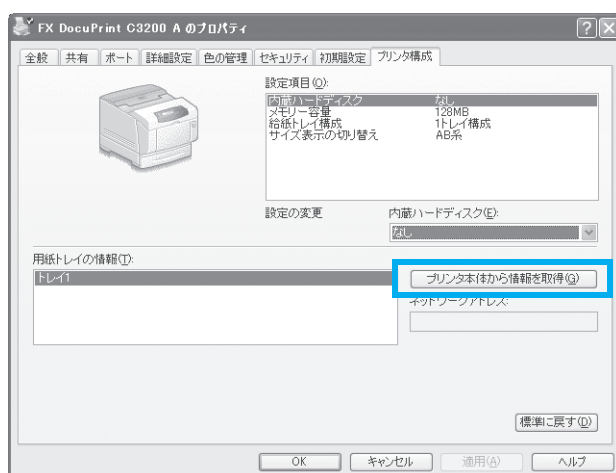 FX DocuPrint C3200 A のプロパティ
全般 共有 ポート 詳細設定 色の管理 セキュリティ 初期設定 プリンタ構成
設定項目(O):
内蔵ハードディスク なし
メモリー容量 128MB
給紙トレイ構成 1トレイ構成
サイズ表示の切り替え AB系
設定の変更 内蔵ハードディスク(E):
なし
用紙トレイの情報(T):
トレイ1
プリンタ本体から情報を取得(G)
ネットワークアドレス:
標準に戻す(D)
OK キャンセル 適用(A) ヘルプ